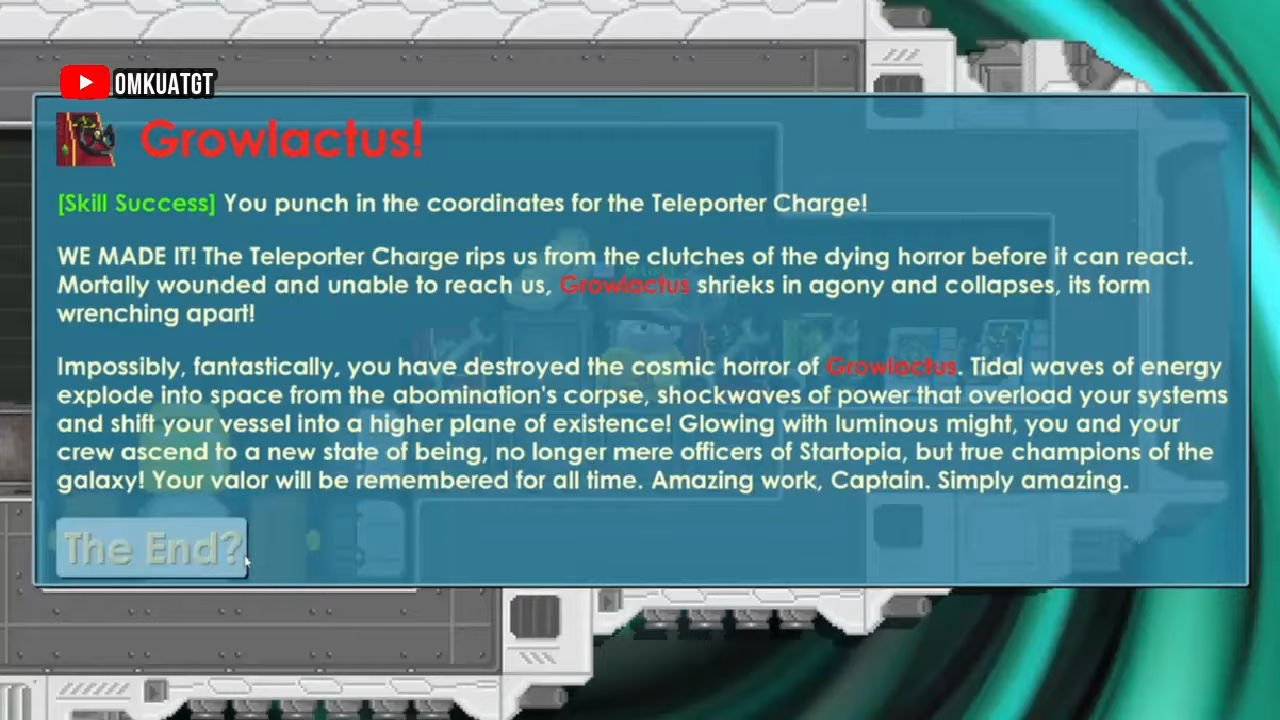 OMKUATGT
Growlactus!
[Skill Success] You punch in the coordinates for the Teleporter Charge!
WE MADE IT! The Teleporter Charge rips us from the clutches of the dying horror before it can react.
Mortally wounded and unable to reach us, Growlactus shrieks in agony and collapses, its form
wrenching apart!
Impossibly, fantastically, you have destroyed the cosmic horror of Growlactus. Tidal waves of energy
explode into space from the abomination's corpse, shockwaves of power that overload your systems
and shift your vessel into a higher plane of existence! Glowing with luminous might, you and your
crew ascend to a new state of being, no longer mere officers of Startopia, but true champions of the
galaxy! Your valor will be remembered for all time. Amazing work, Captain. Simply amazing.
The End?